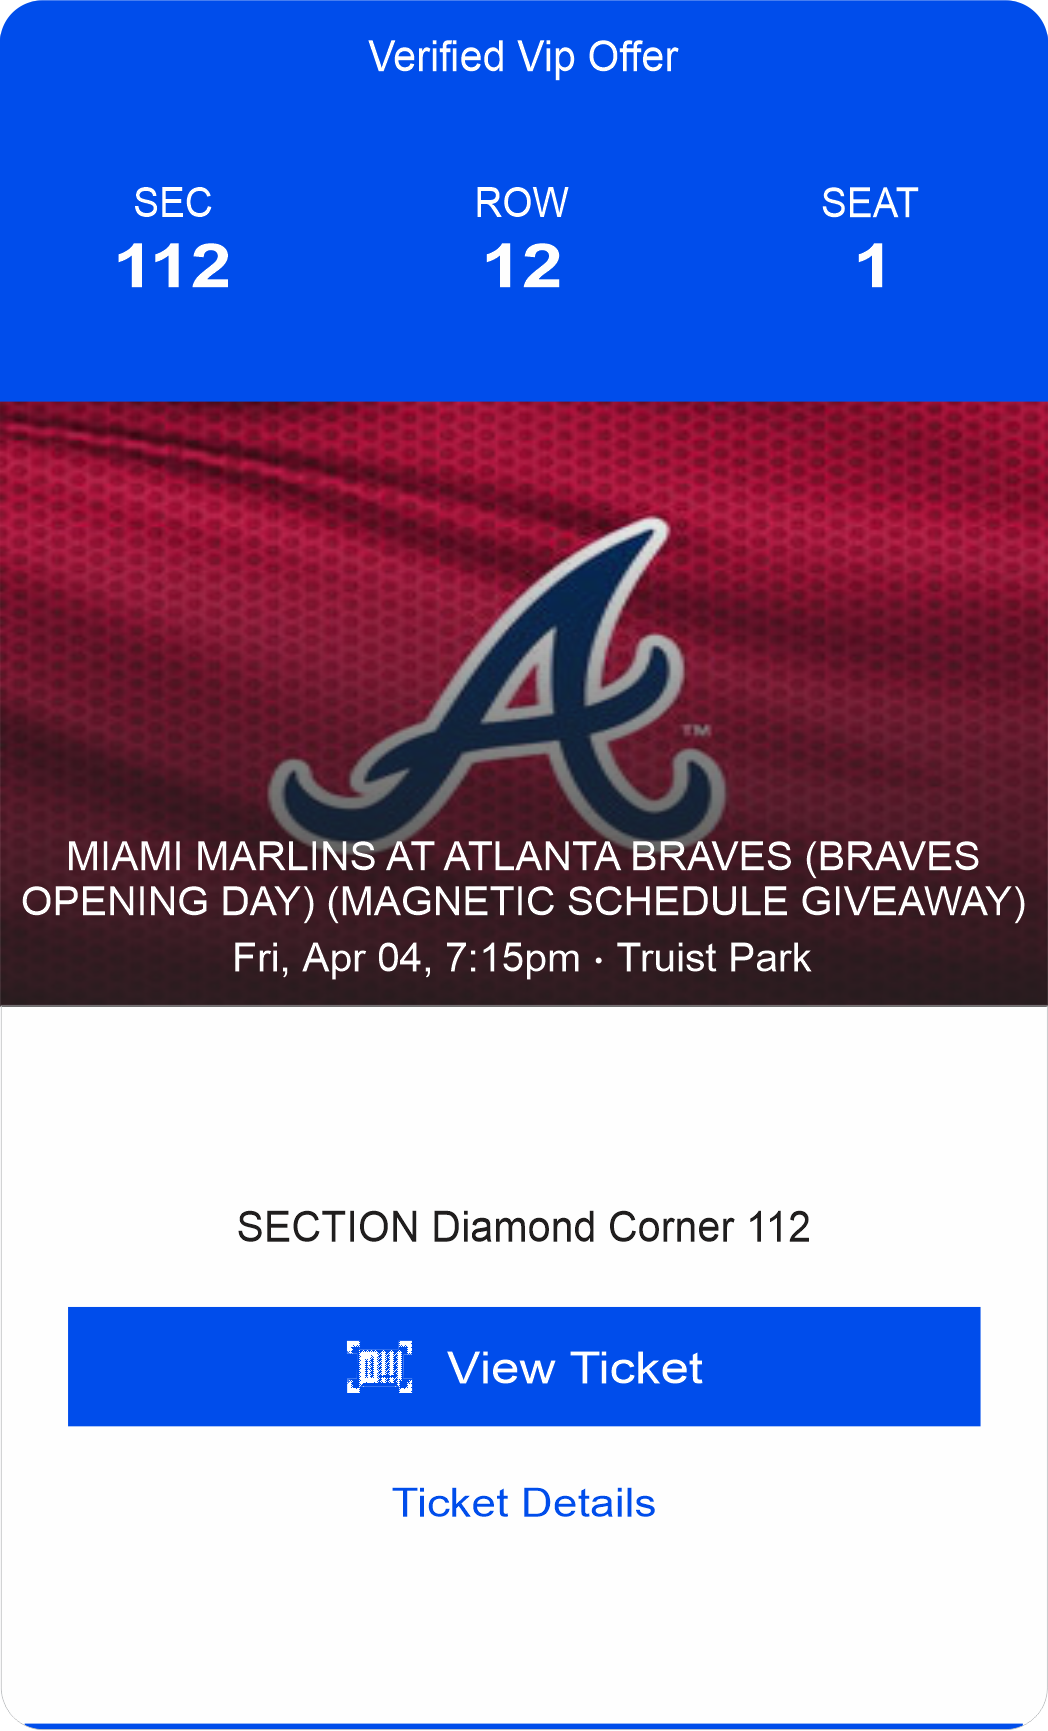 Verified Vip Offer
SEC ROW SEAT
112 12 1
A
TM
MIAMI MARLINS AT ATLANTA BRAVES (BRAVES
OPENING DAY) (MAGNETIC SCHEDULE GIVEAWAY)
Fri, Apr 04, 7:15pm · Truist Park
SECTION Diamond Corner 112
View Ticket
Ticket Details